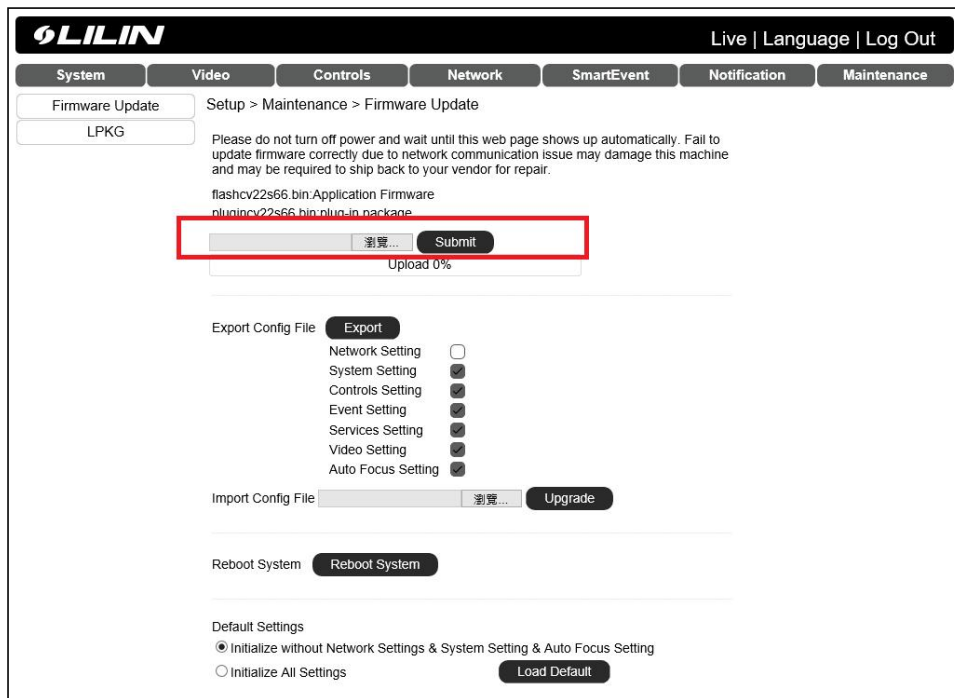 LILIN
Live | Language | Log Out
System Video Controls Network SmartEvent Notification Maintenance
Firmware Update
LPKG
Setup > Maintenance > Firmware Update
Please do not turn off power and wait until this web page shows up automatically. Fail to
update firmware correctly due to network communication issue may damage this machine
and may be required to ship back to your vendor for repair.
flashcv22s66.bin:Application Firmware
plugincv22s66.bin:plug-in package
瀏覽... Submit
Upload 0%
Export Config File Export
Network Setting
System Setting
Controls Setting
Event Setting
Services Setting
Video Setting
Auto Focus Setting
Import Config File 瀏覽... Upgrade
Reboot System Reboot System
Default Settings
Initialize without Network Settings & System Setting & Auto Focus Setting
Initialize All Settings Load Default